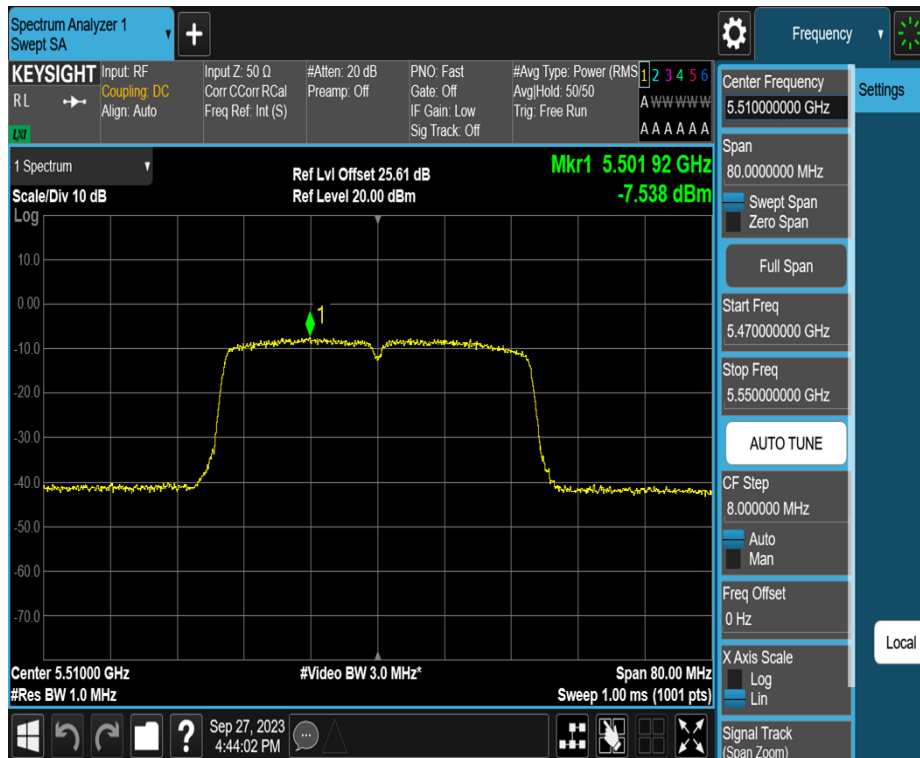 Spectrum Analyzer 1
Swept SA
+
Frequency
KEYSIGHT
RL
LXI
Input: RF
Coupling: DC
Align: Auto
Input Z: 50 Ω
Corr CCorr RCal
Freq Ref: Int (S)
#Atten: 20 dB
Preamp: Off
PNO: Fast
Gate: Off
IF Gain: Low
Sig Track: Off
#Avg Type: Power (RMS
Avg|Hold: 50/50
Trig: Free Run
1 2 3 4 5 6
A W W W W W
A A A A A A
1 Spectrum
Scale/Div 10 dB
Log
Ref Lvl Offset 25.61 dB
Ref Level 20.00 dBm
Mkr1 5.501 92 GHz
-7.538 dBm
10.0
0.00
-10.0
-20.0
-30.0
-40.0
-50.0
-60.0
-70.0
1
Center 5.51000 GHz
#Res BW 1.0 MHz
#Video BW 3.0 MHz*
Span 80.00 MHz
Sweep 1.00 ms (1001 pts)
Center Frequency
5.510000000 GHz
Settings
Span
80.0000000 MHz
Swept Span
Zero Span
Full Span
Start Freq
5.470000000 GHz
Stop Freq
5.550000000 GHz
AUTO TUNE
CF Step
8.000000 MHz
Auto
Man
Freq Offset
0 Hz
Local
X Axis Scale
Log
Lin
Signal Track
(Span Zoom)
?
Sep 27, 2023
4:44:02 PM